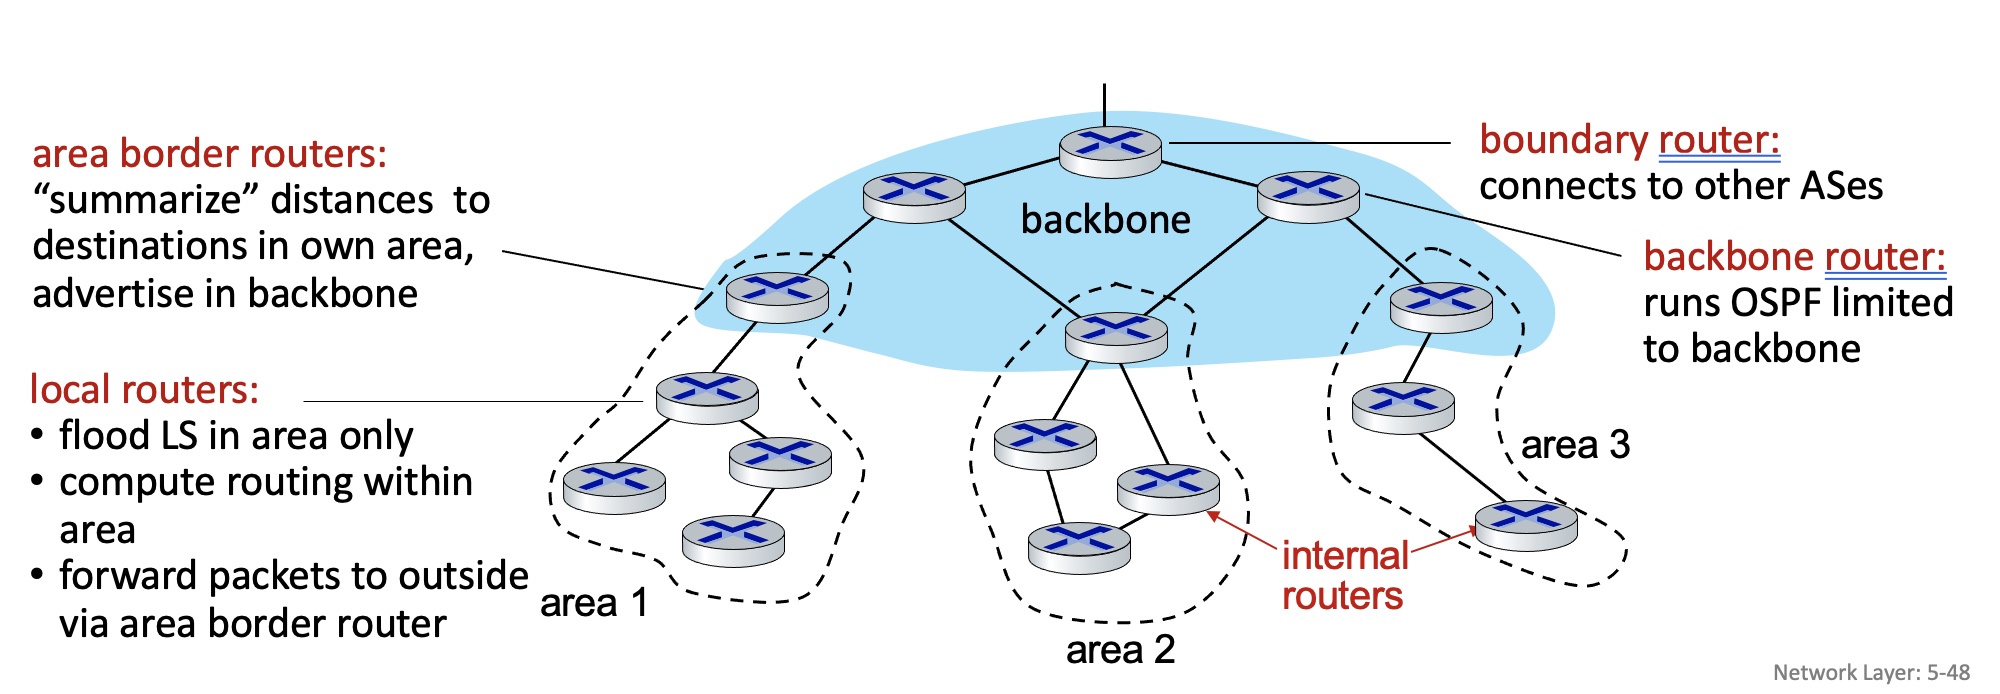 area border routers:
“summarize” distances to
destinations in own area,
advertise in backbone
local routers:
• flood LS in area only
• compute routing within
area
• forward packets to outside
via area border router
backbone
boundary router:
connects to other ASes
backbone router:
runs OSPF limited
to backbone
area 3
internal
routers
area 1
area 2
Network Layer: 5-48